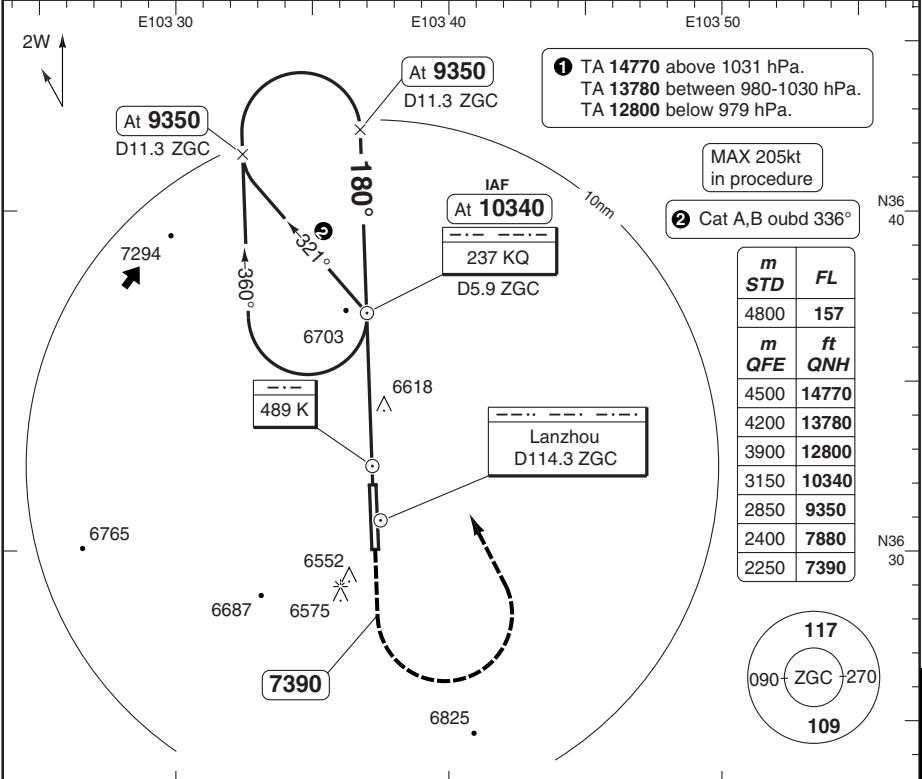 E103 30
E103 40
E103 50
2W
At 9350
D11.3 ZGC
At 9350
D11.3 ZGC
1 TA 14770 above 1031 hPa.
TA 13780 between 980-1030 hPa.
TA 12800 below 979 hPa.
MAX 205kt
in procedure
2 Cat A,B oubd 336°
N36
40
10nm
180°
IAF
At 10340
237 KQ
D5.9 ZGC
2
321°
360°
7294
6703
m
STD
FL
4800 157
m
QFE
ft
QNH
4500 14770
4200 13780
3900 12800
3150 10340
2850 9350
2400 7880
2250 7390
489 K
6618
Lanzhou
D114.3 ZGC
N36
30
6765
6552
6687
6575
7390
6825
117
090 ZGC 270
109